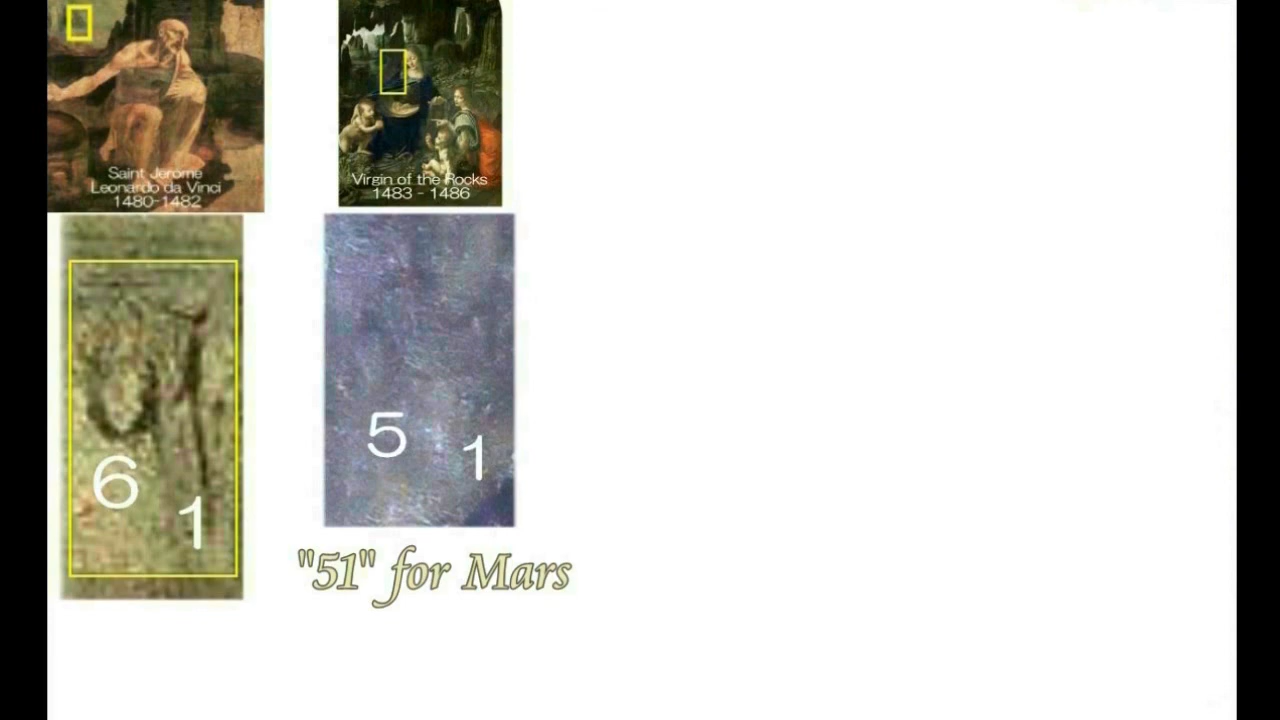 Saint Jerome
Leonardo da Vinci
1480-1482
Virgin of the Rocks
1483 - 1486
6 1
5 1
"51" for Mars